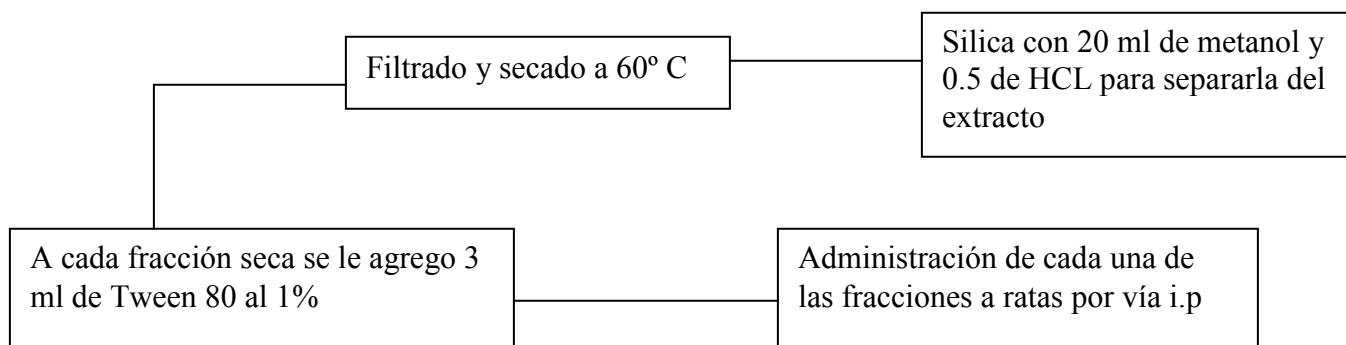 Filtrado y secado a 60º C
Silica con 20 ml de metanol y
0.5 de HCL para separarla del
extracto
A cada fracción seca se le agrego 3
ml de Tween 80 al 1%
Administración de cada una de
las fracciones a ratas por vía i.p